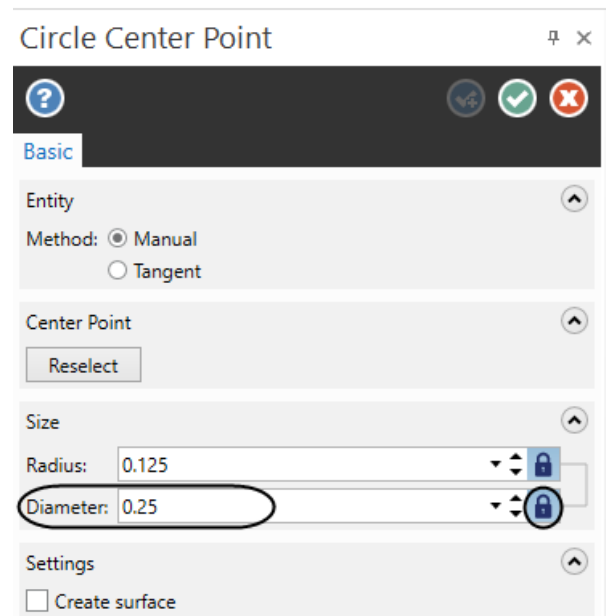 Circle Center Point
?
Basic
Entity
Method: Manual
Tangent
Center Point
Reselect
Size
Radius: 0.125
Diameter: 0.25
Settings
Create surface